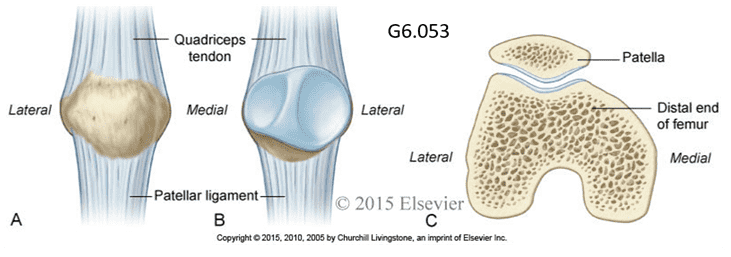 G6.053
Quadriceps
tendon
Patella
Lateral
Medial
Lateral
Distal end
of femur
Lateral
Medial
Patellar ligament
© 2015 Elsevier
A
B
C
Copyright © 2015, 2010, 2005 by Churchill Livingstone, an imprint of Elsevier Inc.